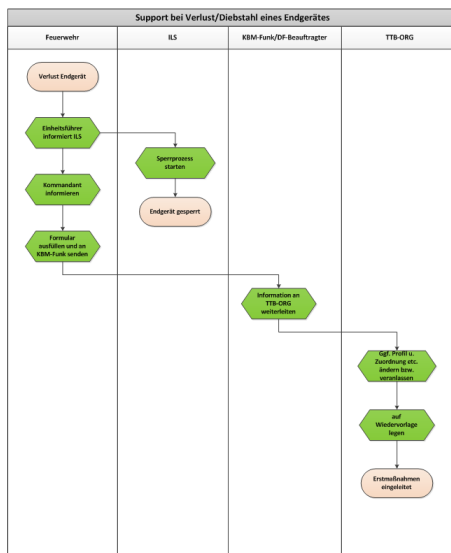 Support bei Verlust/Diebstahl eines Endgerätes
Feuerwehr
ILS
KBM-Funk/DF-Beauftragter
TTB-ORG
Verlust Endgerät
Einheitsführer
informiert ILS
Sperrprozess
starten
Kommandant
informieren
Endgerät gesperrt
Formular
ausfüllen und an
KBM-Funk senden
Information an
TTB-ORG
weiterleiten
Ggf. Profil u.
Zuordnung etc.
ändern bzw.
veranlassen
auf
Wiedervorlage
legen
Erstmaßnahmen
eingeleitet